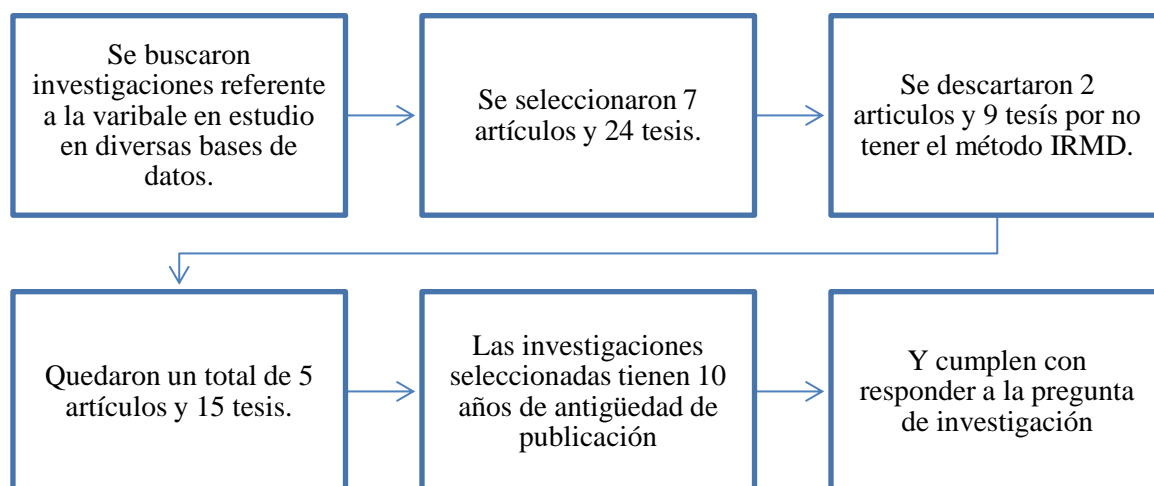 Se buscaron
investigaciones referente
a la varibale en estudio
en diversas bases de
datos.
Se seleccionaron 7
artículos y 24 tesis.
Se descartaron 2
articulos y 9 tesís por no
tener el método IRMD.
Quedaron un total de 5
artículos y 15 tesis.
Las investigaciones
seleccionadas tienen 10
años de antigüedad de
publicación
Y cumplen con
responder a la pregunta
de investigación